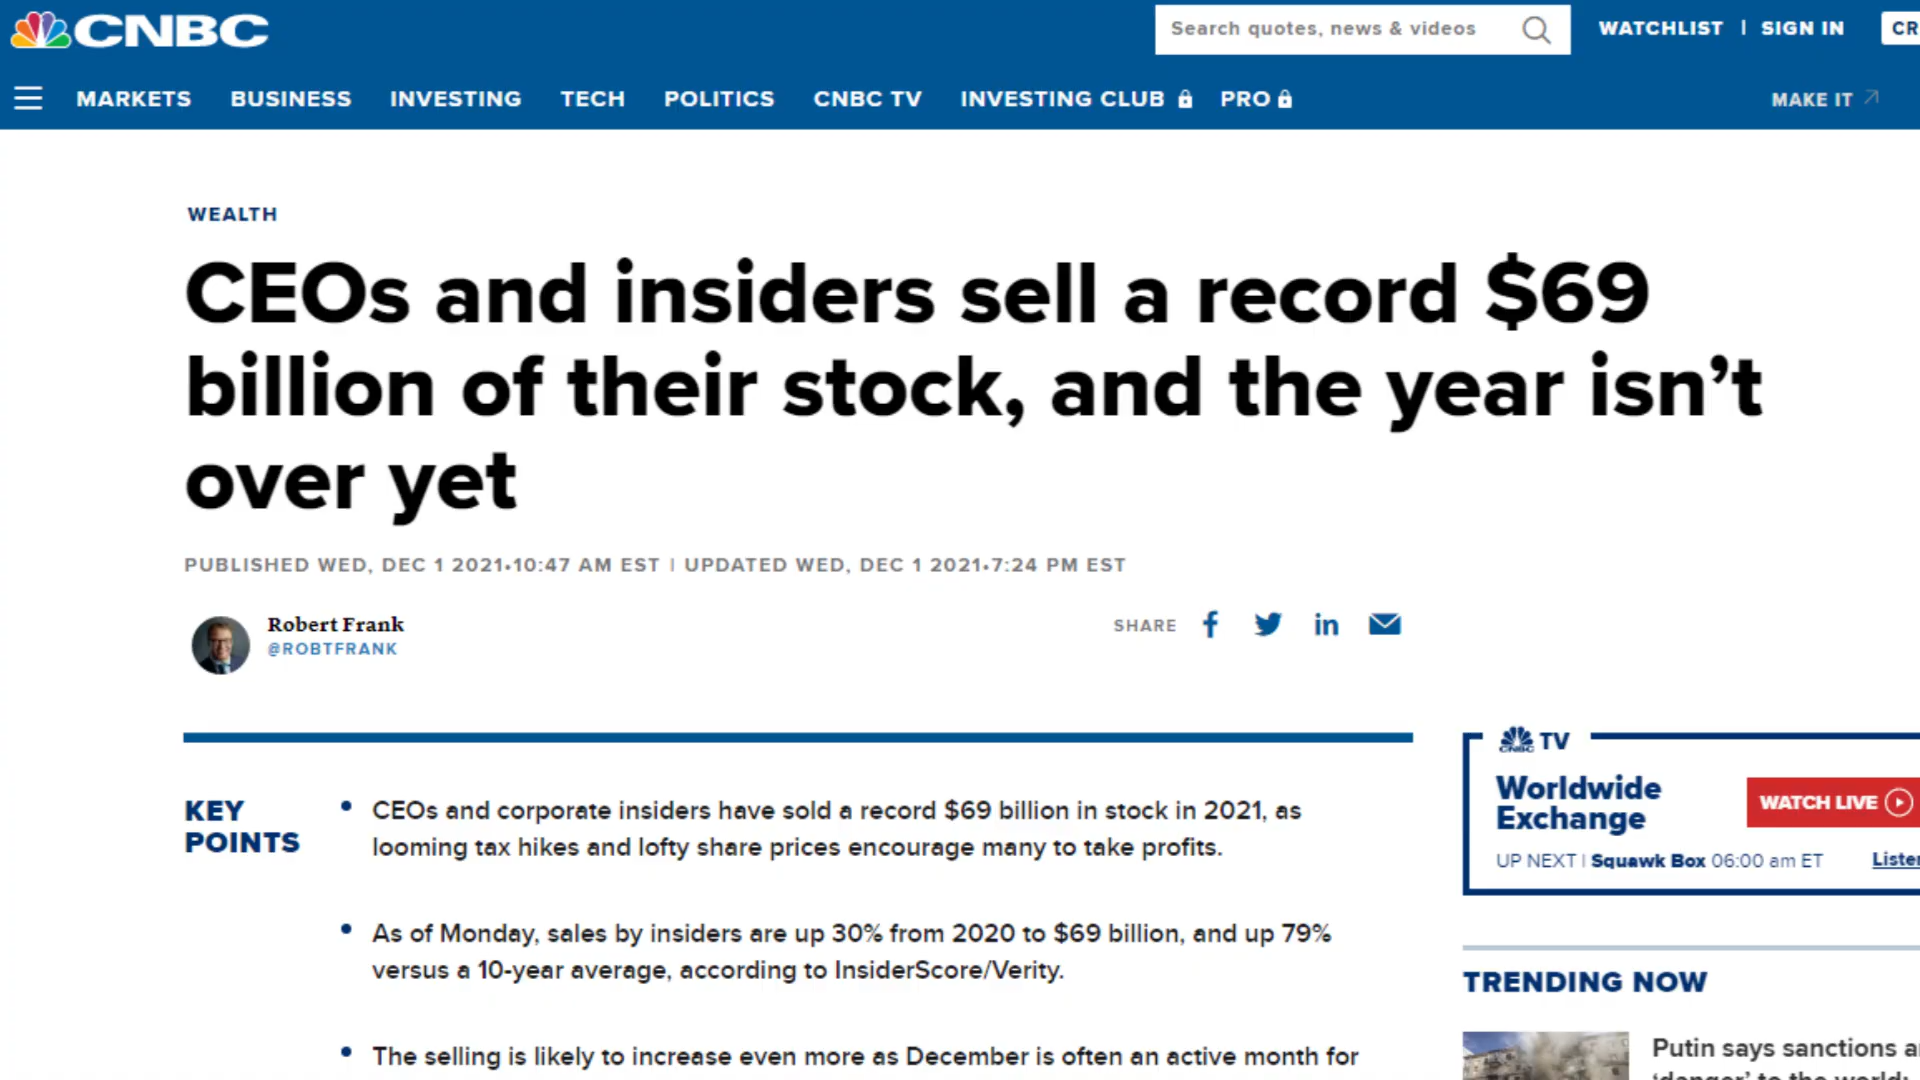 CNBC
Search quotes, news & videos
WATCHLIST | SIGN IN
CR
MARKETS BUSINESS INVESTING TECH POLITICS CNBC TV INVESTING CLUB PRO
MAKE IT
WEALTH
CEOs and insiders sell a record $69
billion of their stock, and the year isn’t
over yet
PUBLISHED WED, DEC 1 2021•10:47 AM EST | UPDATED WED, DEC 1 2021•7:24 PM EST
Robert Frank
@ROBTFRANK
SHARE
KEY
POINTS
• CEOs and corporate insiders have sold a record $69 billion in stock in 2021, as
looming tax hikes and lofty share prices encourage many to take profits.
• As of Monday, sales by insiders are up 30% from 2020 to $69 billion, and up 79%
versus a 10-year average, according to InsiderScore/Verity.
• The selling is likely to increase even more as December is often an active month for
CNBC TV
Worldwide
Exchange
WATCH LIVE
UP NEXT | Squawk Box 06:00 am ET
Listen
TRENDING NOW
Putin says sanctions a
‘danger’ to the world;